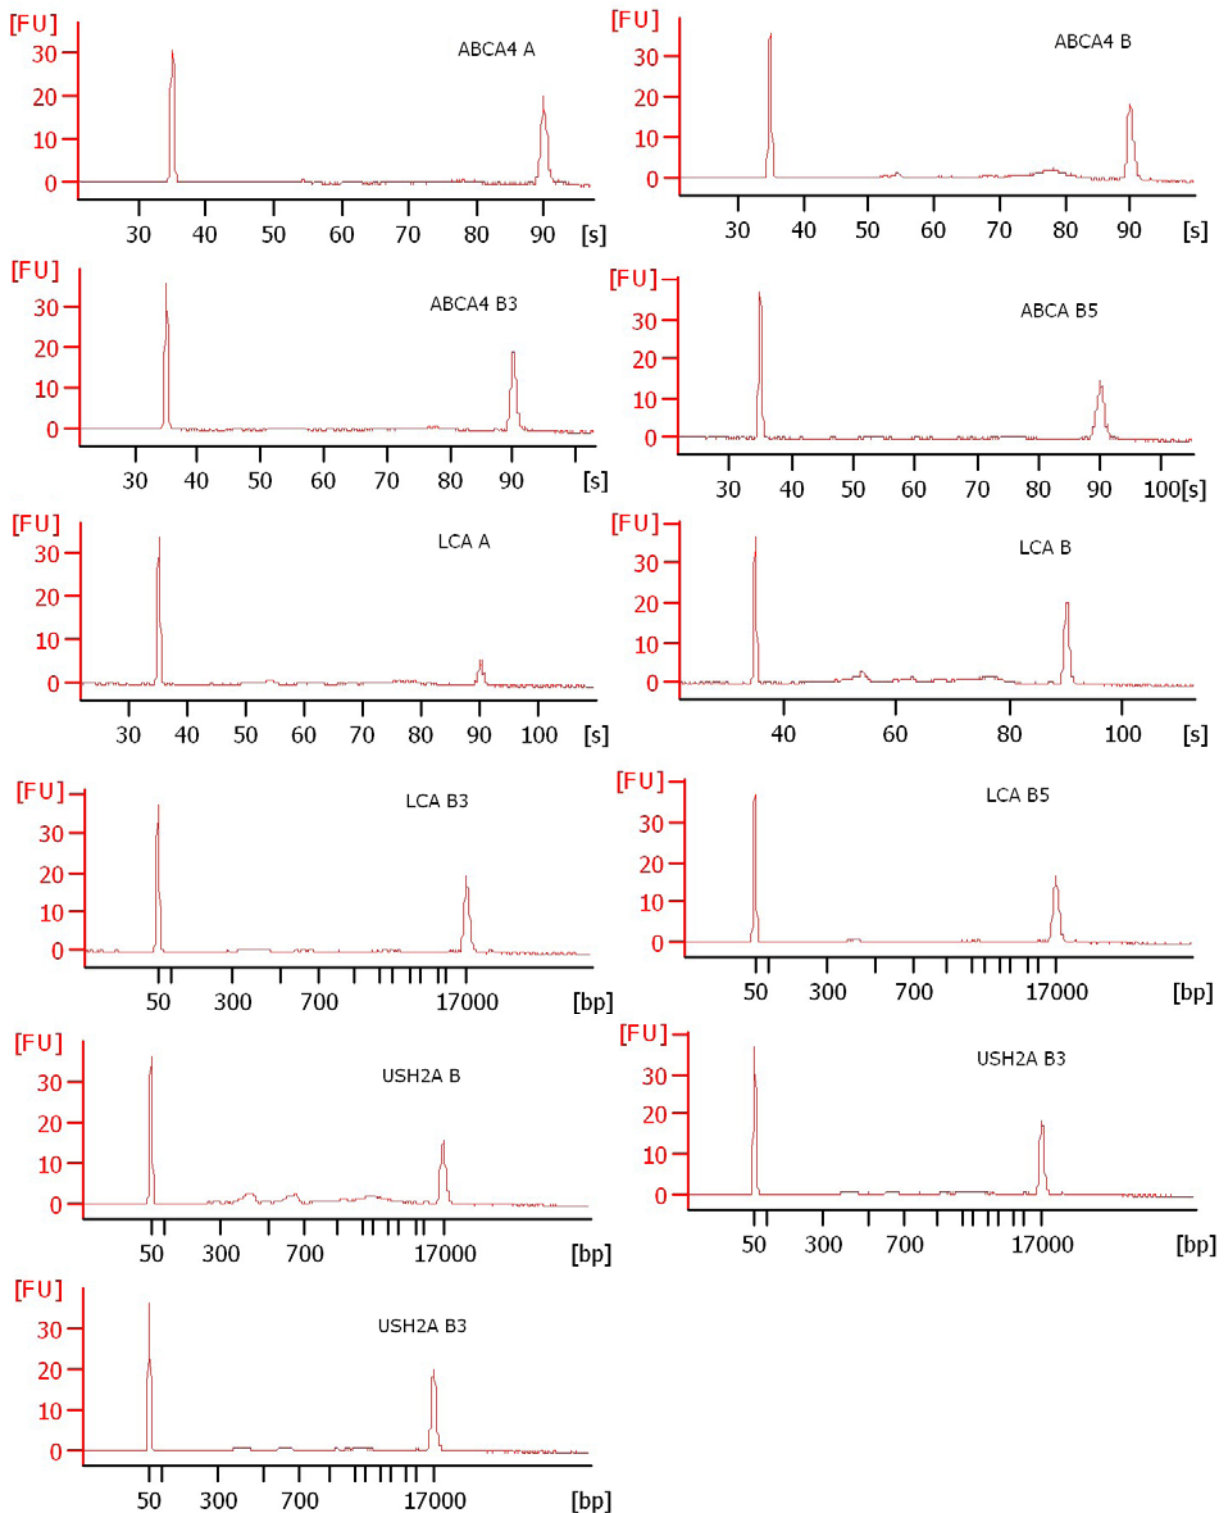 [FU]
ABCA4 A
30
20
10
0
30 40 50 60 70 80 90 [s]
[FU]
ABCA4 B
30
20
10
0
30 40 50 60 70 80 90 [s]
[FU]
ABCA4 B3
30
20
10
0
30 40 50 60 70 80 90 [s]
[FU]
ABCA B5
30
20
10
0
30 40 50 60 70 80 90 100[s]
[FU]
LCA A
30
20
10
0
30 40 50 60 70 80 90 100 [s]
[FU]
LCA B
30
20
10
0
40 60 80 100 [s]
[FU]
LCA B3
30
20
10
0
50 300 700 17000 [bp]
[FU]
LCA B5
30
20
10
0
50 300 700 17000 [bp]
[FU]
USH2A B
30
20
10
0
50 300 700 17000 [bp]
[FU]
USH2A B3
30
20
10
0
50 300 700 17000 [bp]
[FU]
USH2A B3
30
20
10
0
50 300 700 17000 [bp]